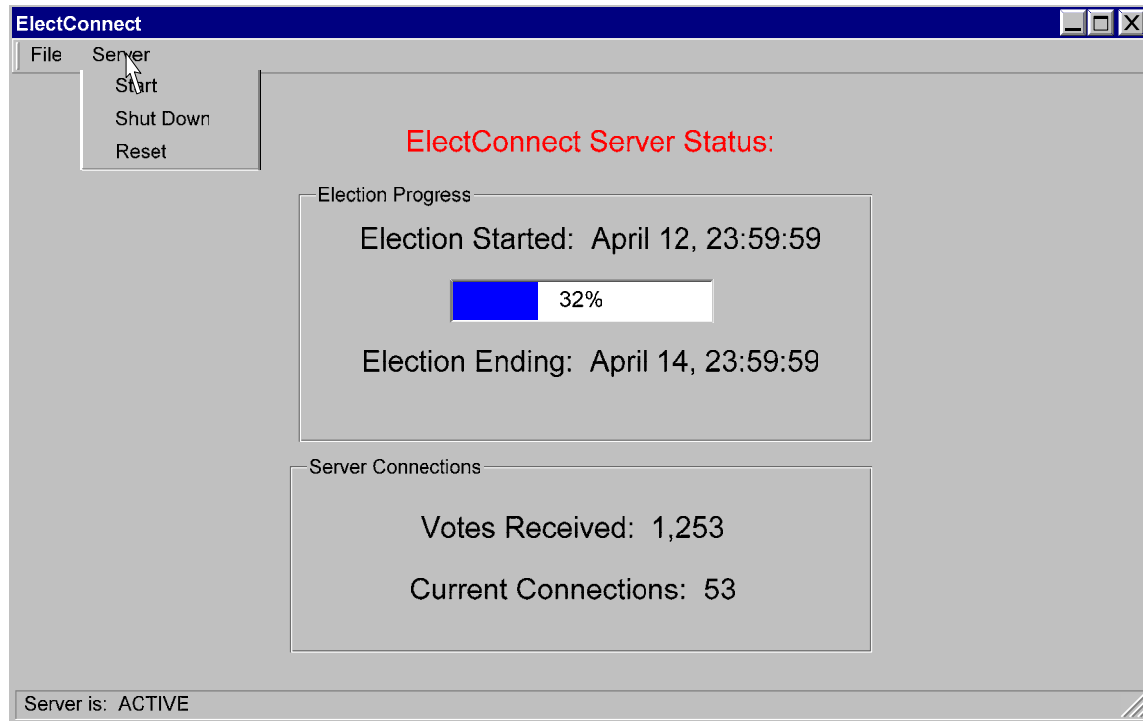 ElectConnect
File Server
Start
Shut Down
Reset
ElectConnect Server Status:
Election Progress
Election Started: April 12, 23:59:59
32%
Election Ending: April 14, 23:59:59
Server Connections
Votes Received: 1,253
Current Connections: 53
Server is: ACTIVE